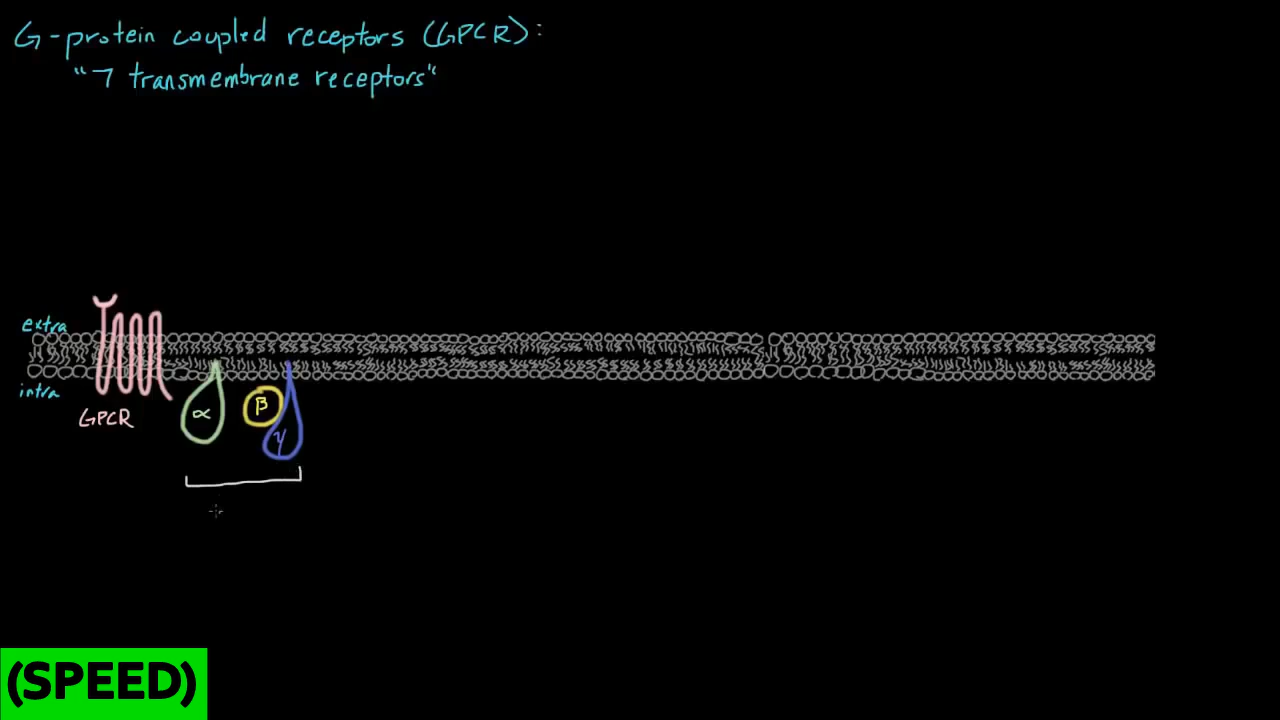 G-protein coupled receptors (GPCR):
"7 transmembrane receptors"
extra
intra
GPCR
α
β
γ
(SPEED)